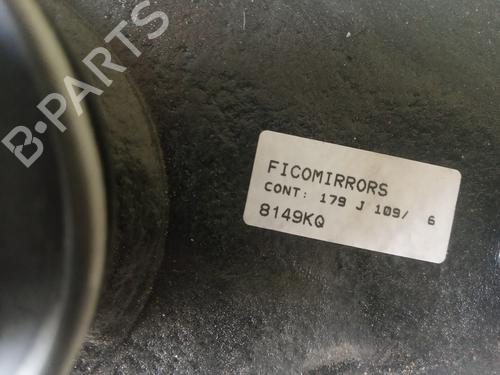 B-PARTS
FICOMIRRORS
CONT: 179 J 109/ 6
8149KQ